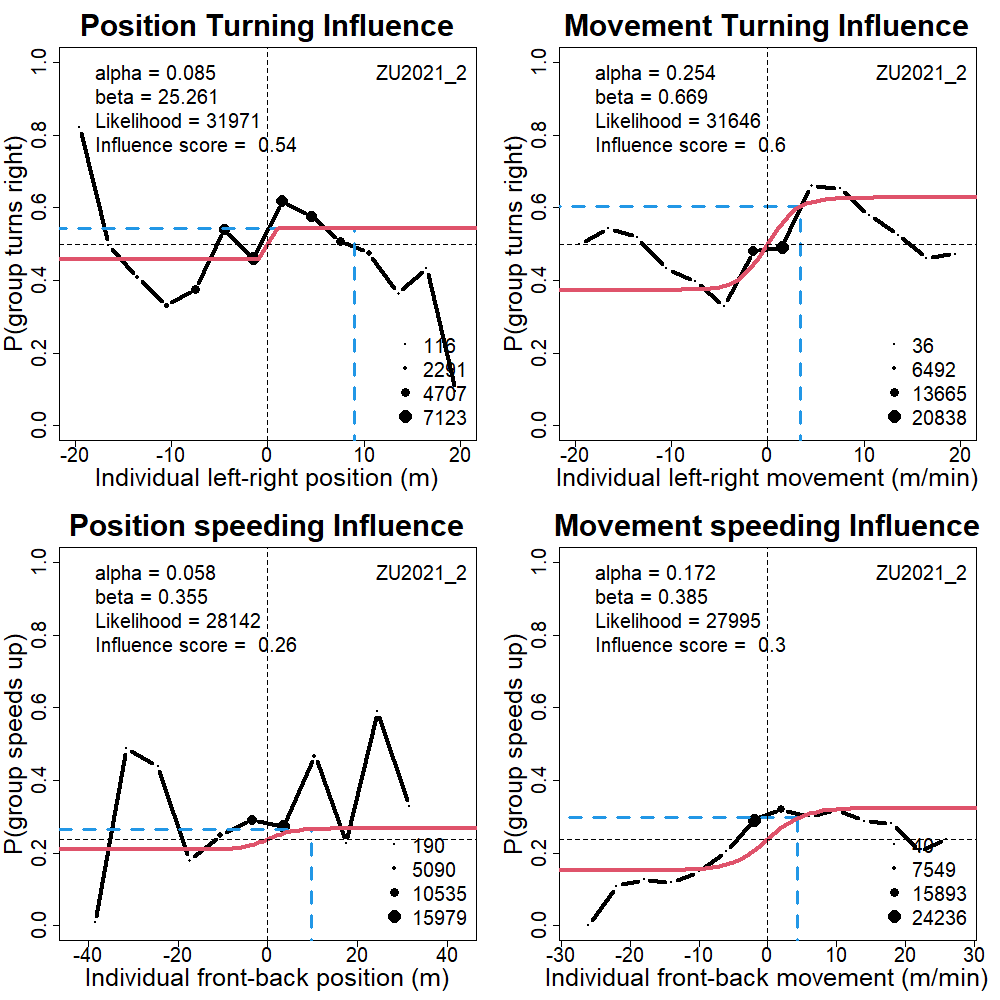 Position Turning Influence
alpha = 0.085
beta = 25.261
Likelihood = 31971
Influence score = 0.54
ZU2021_2
P(group turns right)
0.0 0.2 0.4 0.6 0.8 1.0
116
2291
4707
7123
-20 -10 0 10 20
Individual left-right position (m)
Movement Turning Influence
alpha = 0.254
beta = 0.669
Likelihood = 31646
Influence score = 0.6
ZU2021_2
P(group turns right)
0.0 0.2 0.4 0.6 0.8 1.0
36
6492
13665
20838
-20 -10 0 10 20
Individual left-right movement (m/min)
Position speeding Influence
alpha = 0.058
beta = 0.355
Likelihood = 28142
Influence score = 0.26
ZU2021_2
P(group speeds up)
0.0 0.2 0.4 0.6 0.8 1.0
190
5090
10535
15979
-40 -20 0 20 40
Individual front-back position (m)
Movement speeding Influence
alpha = 0.172
beta = 0.385
Likelihood = 27995
Influence score = 0.3
ZU2021_2
P(group speeds up)
0.0 0.2 0.4 0.6 0.8 1.0
40
7549
15893
24236
-30 -20 -10 0 10 20 30
Individual front-back movement (m/min)